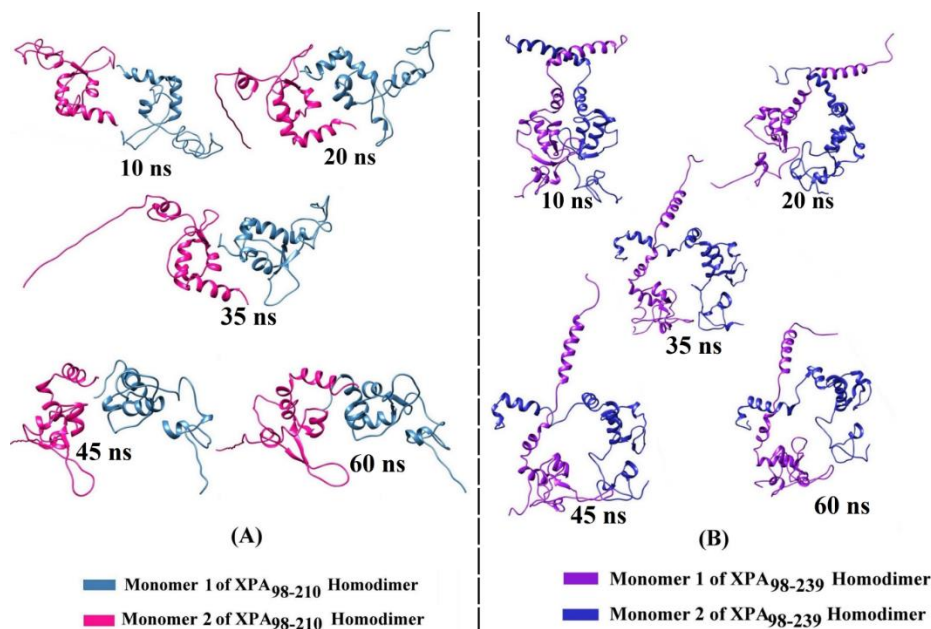 10 ns
20 ns
35 ns
45 ns
60 ns
(A)
Monomer 1 of XPA98-210 Homodimer
Monomer 2 of XPA98-210 Homodimer
10 ns
20 ns
35 ns
45 ns
60 ns
(B)
Monomer 1 of XPA98-239 Homodimer
Monomer 2 of XPA98-239 Homodimer